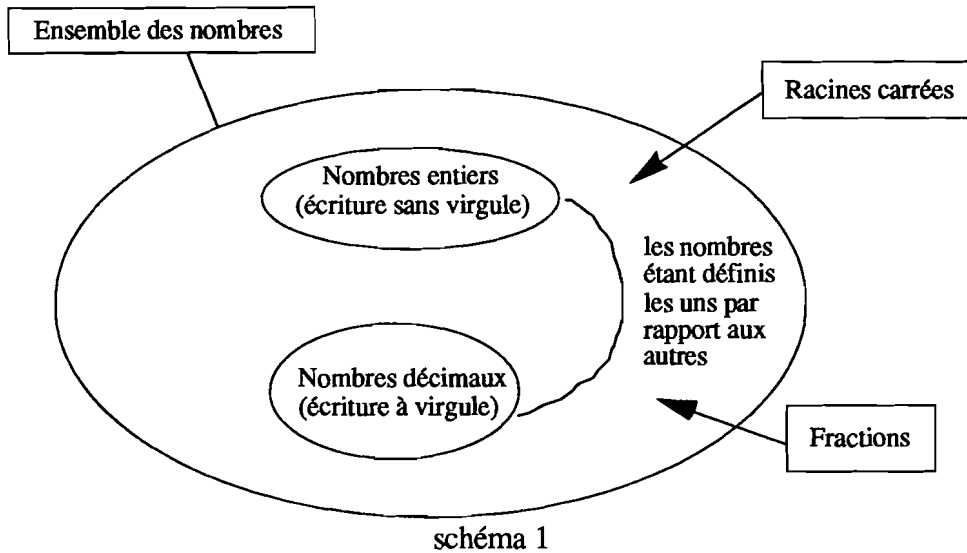 Ensemble des nombres
Racines carrées
Nombres entiers
(écriture sans virgule)
les nombres
étant définis
les uns par
rapport aux
autres
Nombres décimaux
(écriture à virgule)
Fractions
schéma 1